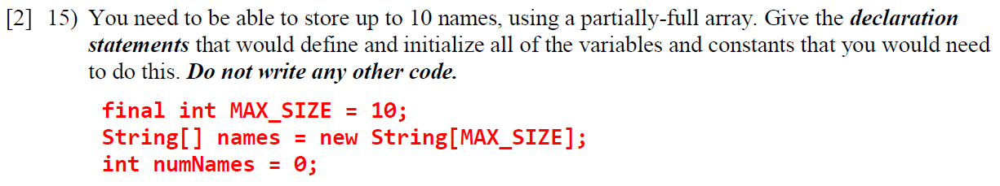 [2] 15) You need to be able to store up to 10 names, using a partially-full array. Give the declaration
statements that would define and initialize all of the variables and constants that you would need
to do this. Do not write any other code.
final int MAX_SIZE = 10;
String[] names = new String[MAX_SIZE];
int numNames = 0;